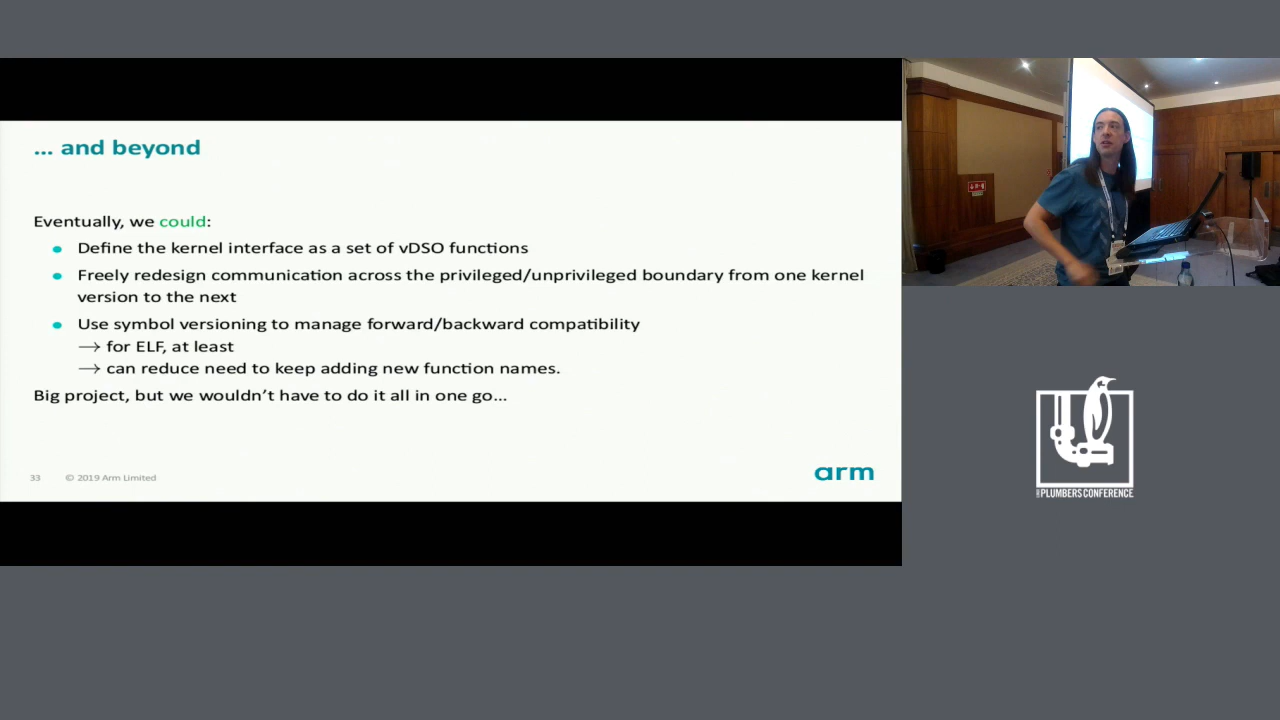 ... and beyond
Eventually, we could:
Define the kernel interface as a set of vDSO functions
Freely redesign communication across the privileged/unprivileged boundary from one kernel
version to the next
Use symbol versioning to manage forward/backward compatibility
→ for ELF, at least
→ can reduce need to keep adding new function names.
Big project, but we wouldn't have to do it all in one go...
33 © 2019 Arm Limited
arm
PLUMBERS CONFERENCE